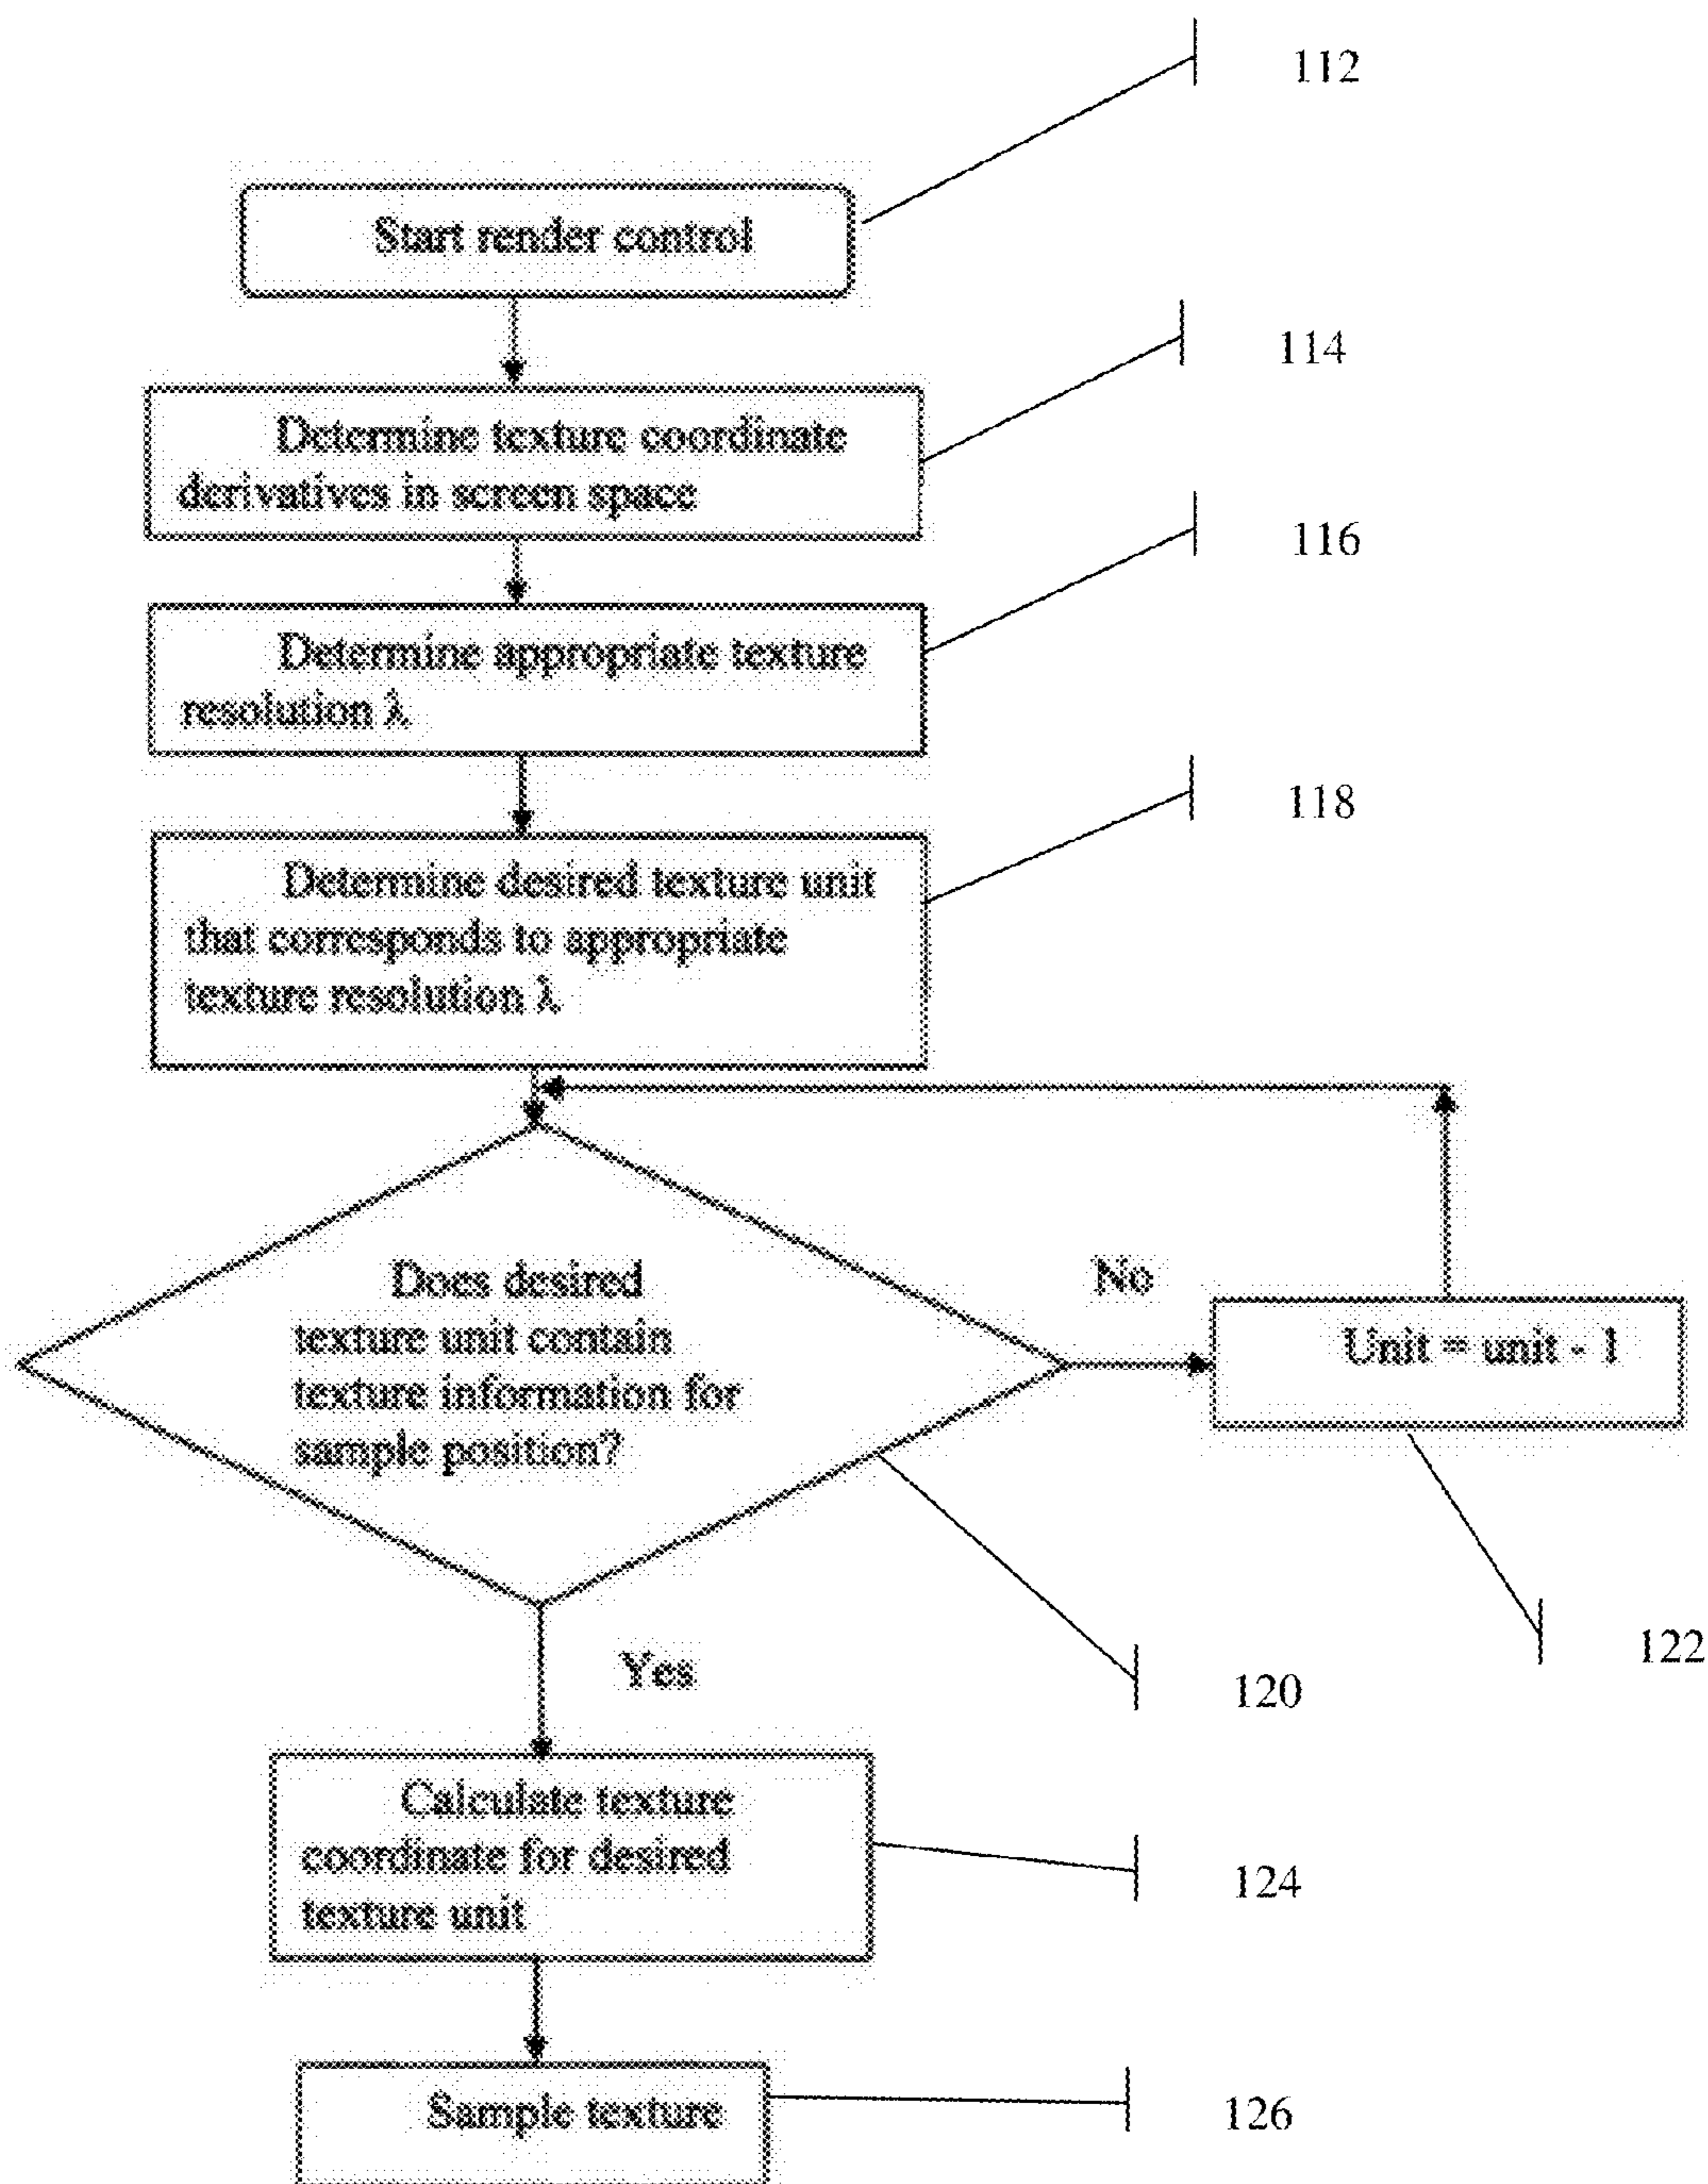 112
Start render control
114
Determine texture coordinate
derivatives in screen space
116
Determine appropriate texture
resolution λ
118
Determine desired texture unit
that corresponds to appropriate
texture resolution λ
Does desired
texture unit contain
texture information for
sample position?
No
Unit = unit - 1
122
120
Yes
Calculate texture
coordinate for desired
texture unit
124
Sample texture
126